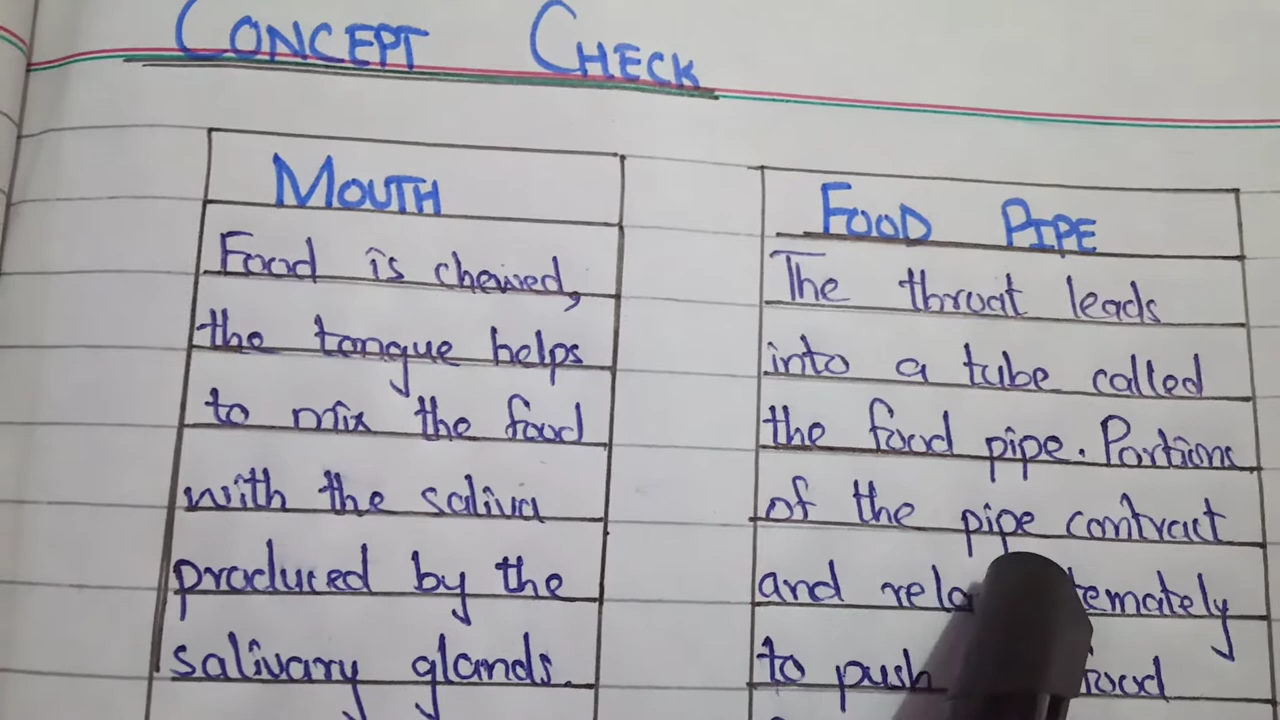 CONCEPT CHECK
MOUTH
Food is chewed,
the tongue helps
to mix the food
with the saliva
produced by the
salivary glands.
FOOD PIPE
The throat leads
into a tube called
the food pipe. Portions
of the pipe contract
and
to push food